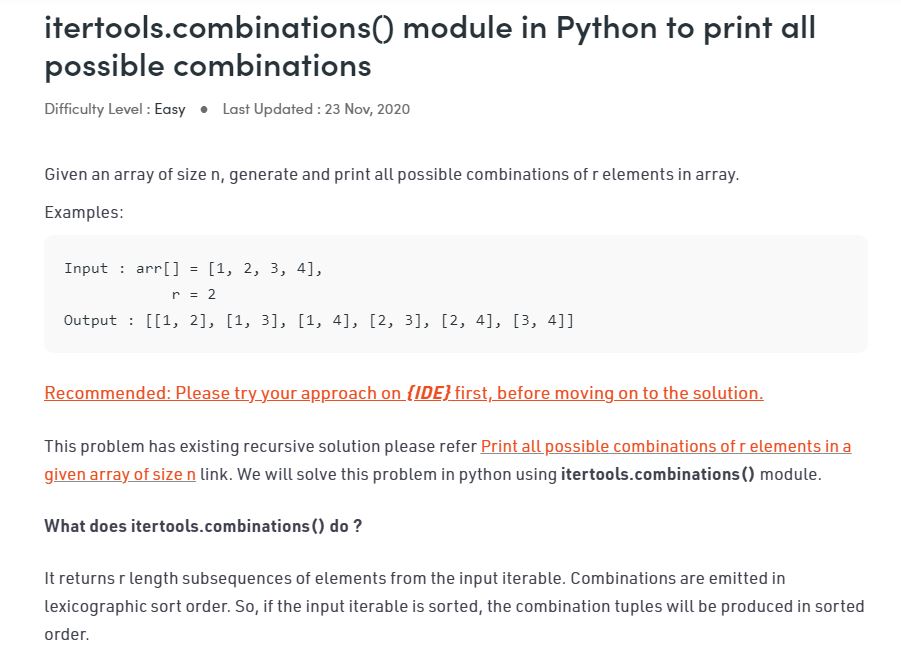 itertools.combinations() module in Python to print all
possible combinations
Difficulty Level : Easy ● Last Updated : 23 Nov, 2020
Given an array of size n, generate and print all possible combinations of r elements in array.
Examples:
Input : arr[] = [1, 2, 3, 4],
r = 2
Output : [[1, 2], [1, 3], [1, 4], [2, 3], [2, 4], [3, 4]]
Recommended: Please try your approach on {IDE} first, before moving on to the solution.
This problem has existing recursive solution please refer Print all possible combinations of r elements in a
given array of size n link. We will solve this problem in python using itertools.combinations() module.
What does itertools.combinations() do ?
It returns r length subsequences of elements from the input iterable. Combinations are emitted in
lexicographic sort order. So, if the input iterable is sorted, the combination tuples will be produced in sorted
order.